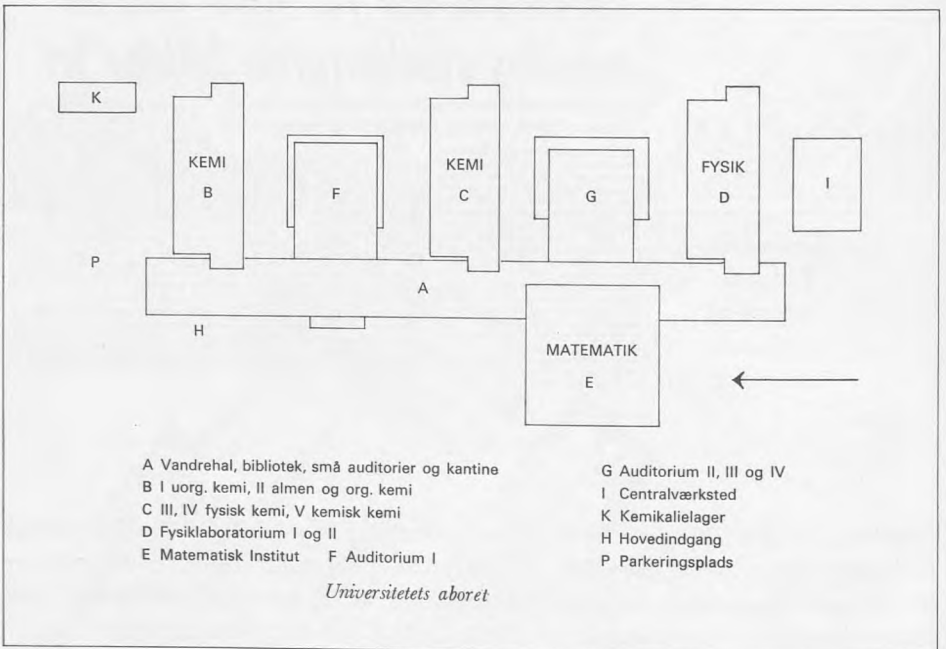 K
KEMI
B
F
KEMI
C
G
FYSIK
D
I
P
A
H
MATEMATIK
E
A Vandrehal, bibliotek, små auditorier og kantine
B I uorg. kemi, II almen og org. kemi
C III, IV fysisk kemi, V kemisk kemi
D Fysiklaboratorium I og II
E Matematisk Institut F Auditorium I
G Auditorium II, III og IV
I Centralværksted
K Kemikalielager
H Hovedindgang
P Parkeringsplads
Universitetets aboret